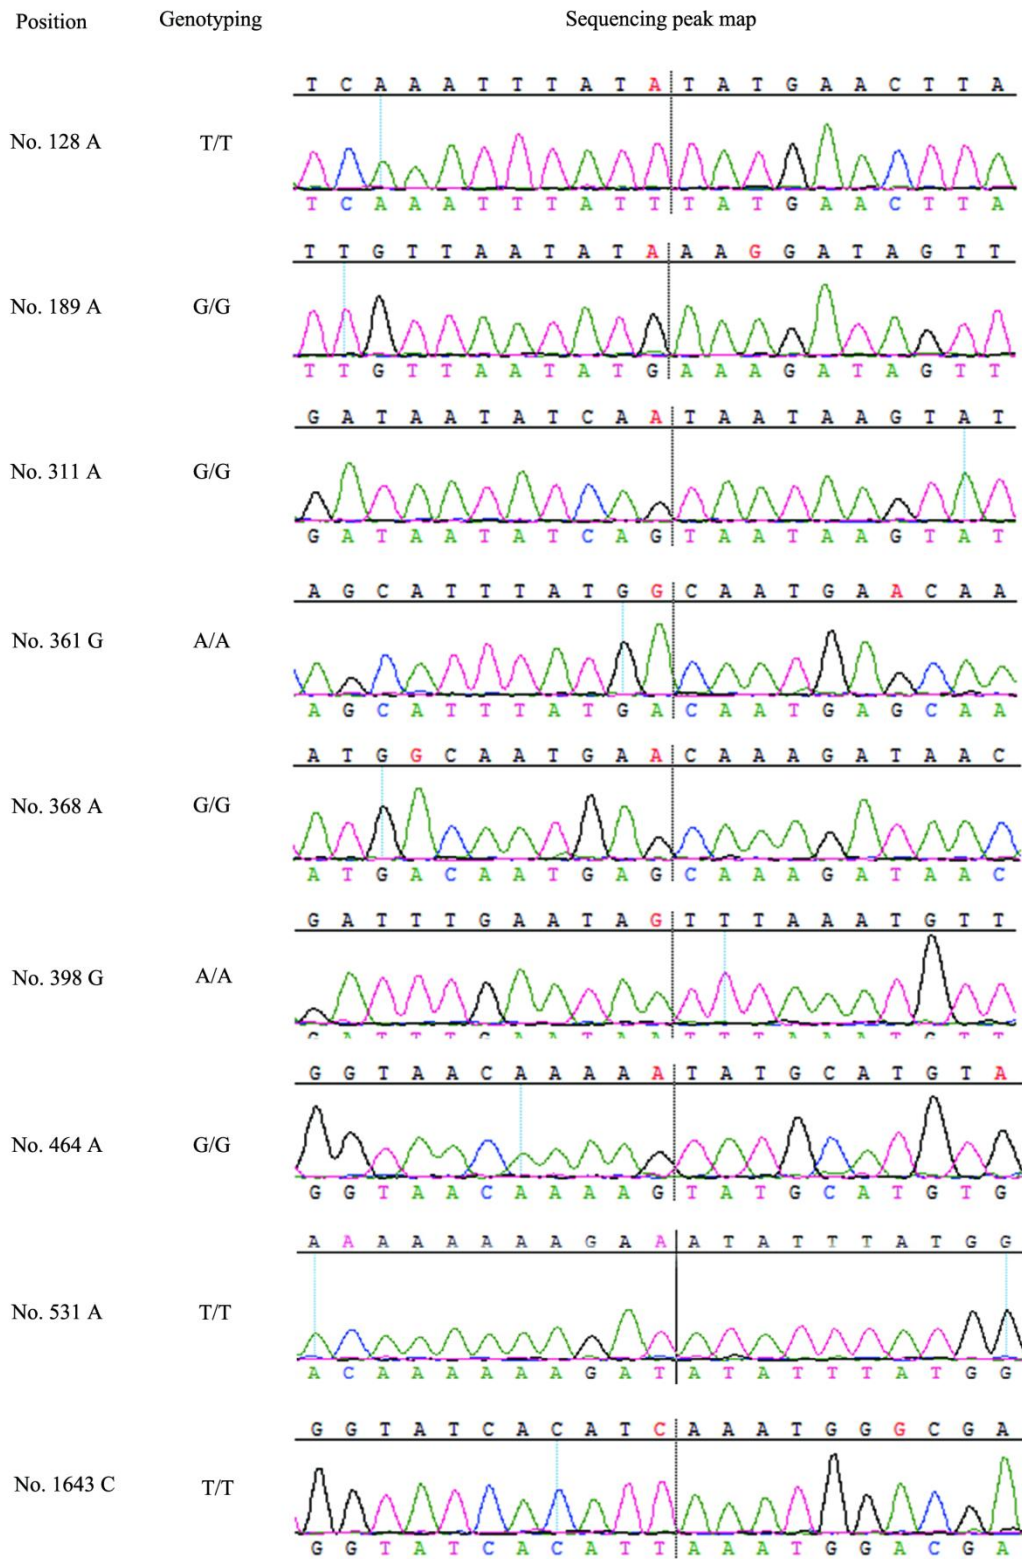 Position Genotyping Sequencing peak map
T C A A A T T T A T A T A T G A A C T T A
No. 128 A T/T
T C A A A T T T A T T T A T G A A C T T A
T T G T T A A T A T A A A G G A T A G T T
No. 189 A G/G
T T G T T A A T A T G A A A G A T A G T T
G A T A A T A T C A A T A A T A A G T A T
No. 311 A G/G
G A T A A T A T C A G T A A T A A G T A T
A G C A T T T A T G G C A A T G A A C A A
No. 361 G A/A
A G C A T T T A T G A C A A T G A G C A A
A T G G C A A T G A A C A A A G A T A A C
No. 368 A G/G
A T G A C A A T G A G C A A A G A T A A C
G A T T T G A A T A G T T T A A A T G T T
No. 398 G A/A
G A T T T G A A T A A T T T A A A T G T T
G G T A A C A A A A A T A T G C A T G T A
No. 464 A G/G
G G T A A C A A A A G T A T G C A T G T G
A A A A A A A A G A A A T A T T T A T G G
No. 531 A T/T
A C A A A A A A G A T A T A T T T A T G G
G G T A T C A C A T C A A A T G G G C G A
No. 1643 C T/T
G G T A T C A C A T T A A A T G G A C G A